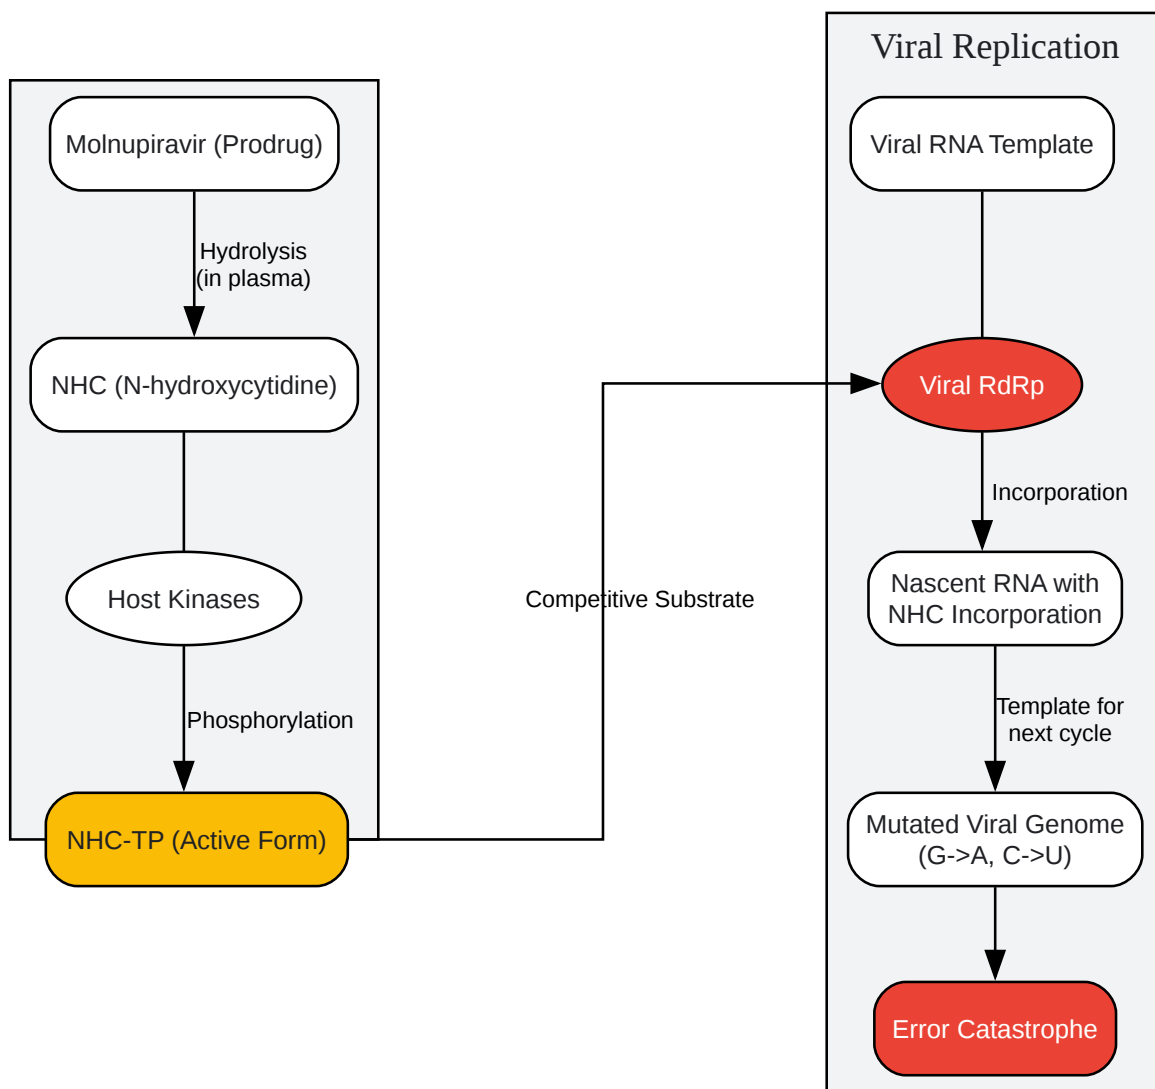 Molnupiravir (Prodrug)
Hydrolysis
(in plasma)
NHC (N-hydroxycytidine)
Host Kinases
Phosphorylation
NHC-TP (Active Form)
Competitive Substrate
Viral Replication
Viral RNA Template
Viral RdRp
Incorporation
Nascent RNA with
NHC Incorporation
Template for
next cycle
Mutated Viral Genome
(G->A, C->U)
Error Catastrophe